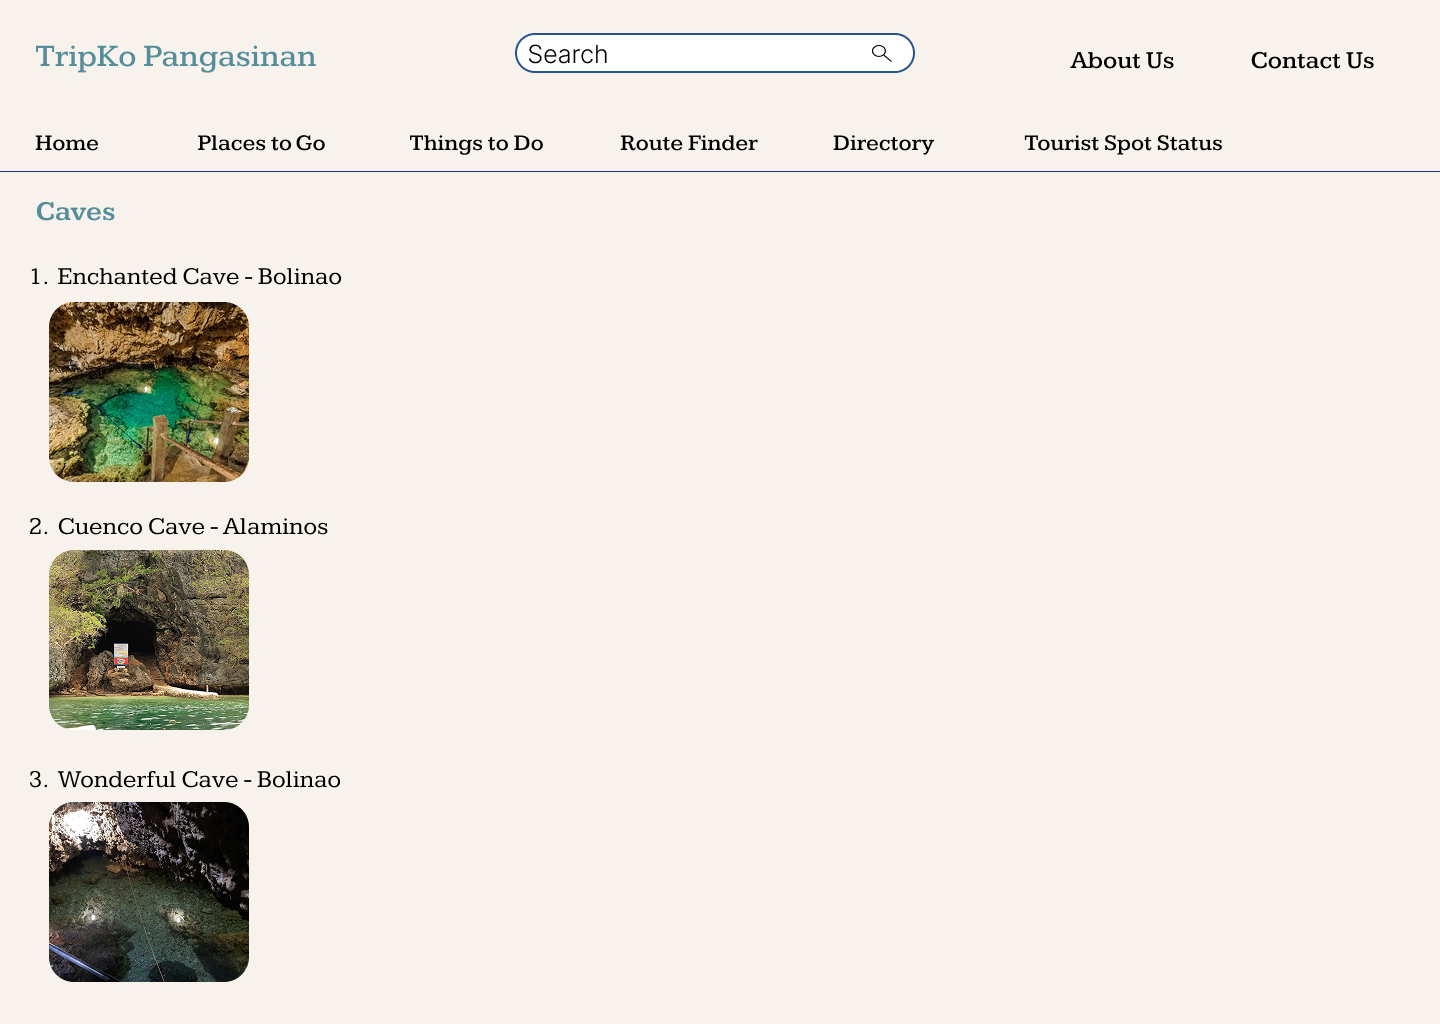 TripKo Pangasinan
Search
About Us
Contact Us
Home
Places to Go
Things to Do
Route Finder
Directory
Tourist Spot Status
Caves
1. Enchanted Cave - Bolinao
2. Cuenco Cave - Alaminos
3. Wonderful Cave - Bolinao